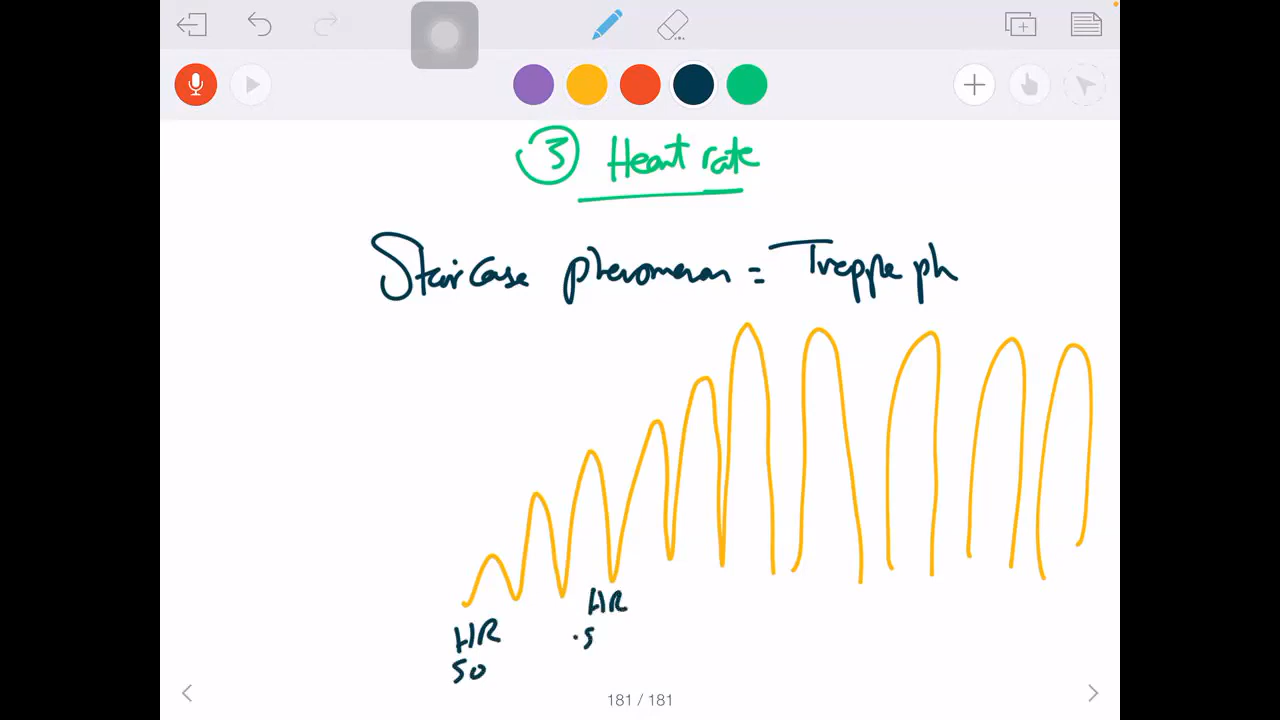 3 Heart rate
Staircase phenomenon = Treppe ph
HR
50
HR
181 / 181